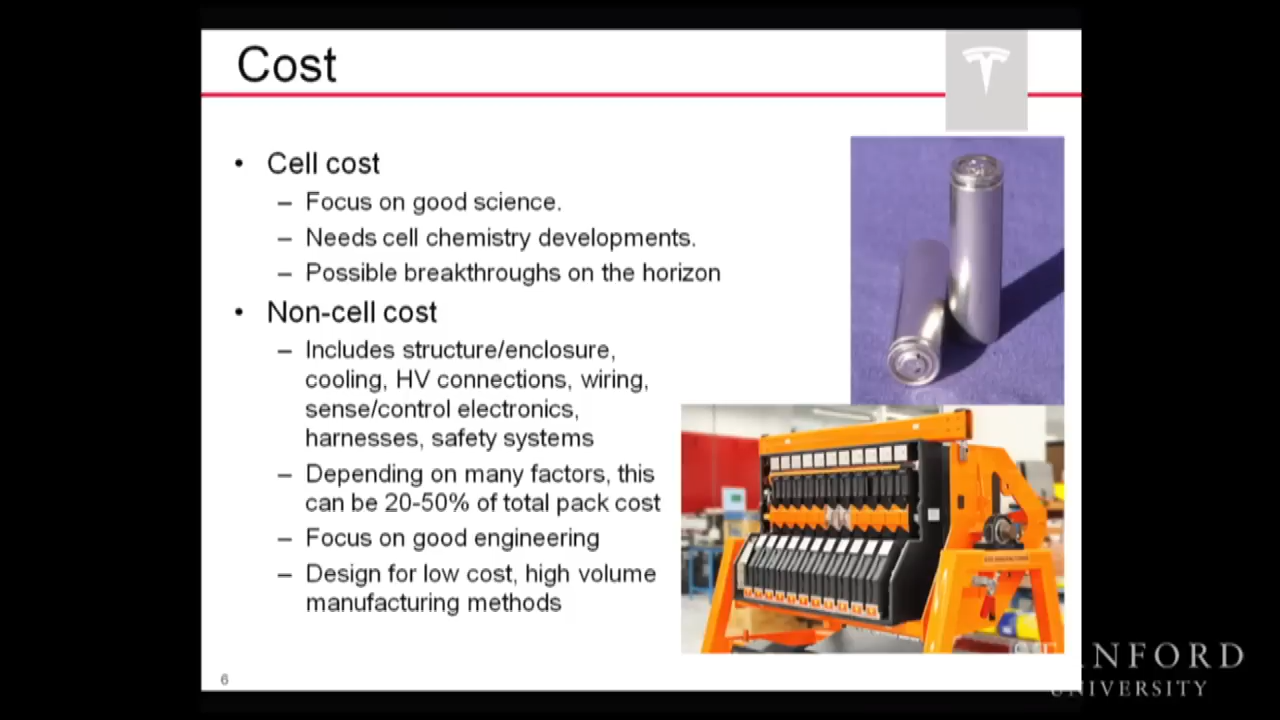 Cost
• Cell cost
– Focus on good science.
– Needs cell chemistry developments.
– Possible breakthroughs on the horizon
• Non-cell cost
– Includes structure/enclosure,
cooling, HV connections, wiring,
sense/control electronics,
harnesses, safety systems
– Depending on many factors, this
can be 20-50% of total pack cost
– Focus on good engineering
– Design for low cost, high volume
manufacturing methods
6
STANFORD
UNIVERSITY